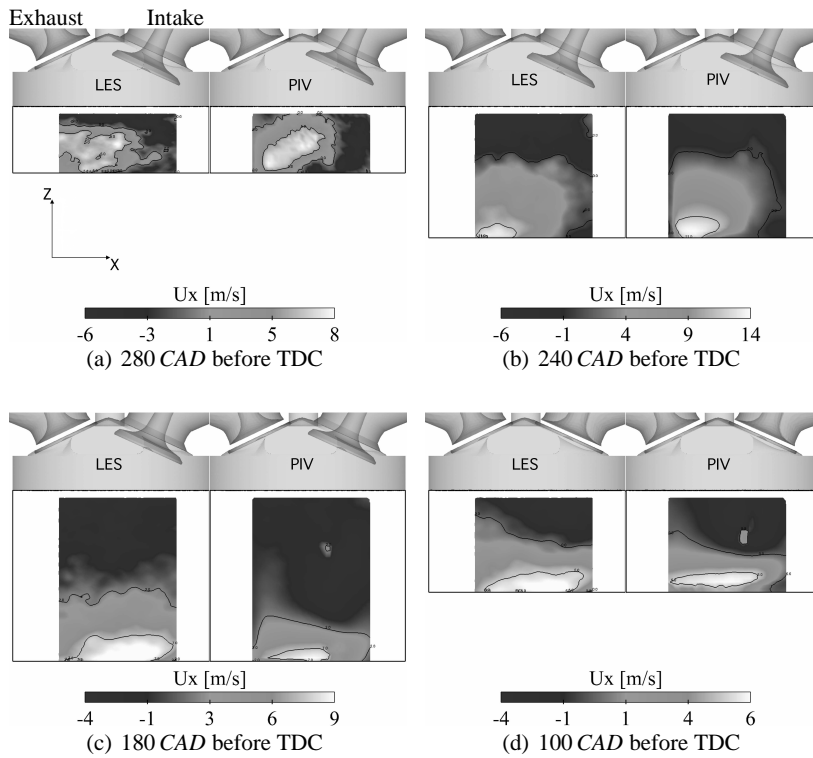 Exhaust Intake
LES PIV
LES PIV
Z
X
Ux [m/s]
-6 -3 1 5 8
(a) 280 CAD before TDC
Ux [m/s]
-6 -1 4 9 14
(b) 240 CAD before TDC
LES PIV
LES PIV
Ux [m/s]
-4 -1 3 6 9
(c) 180 CAD before TDC
Ux [m/s]
-4 -1 1 4 6
(d) 100 CAD before TDC